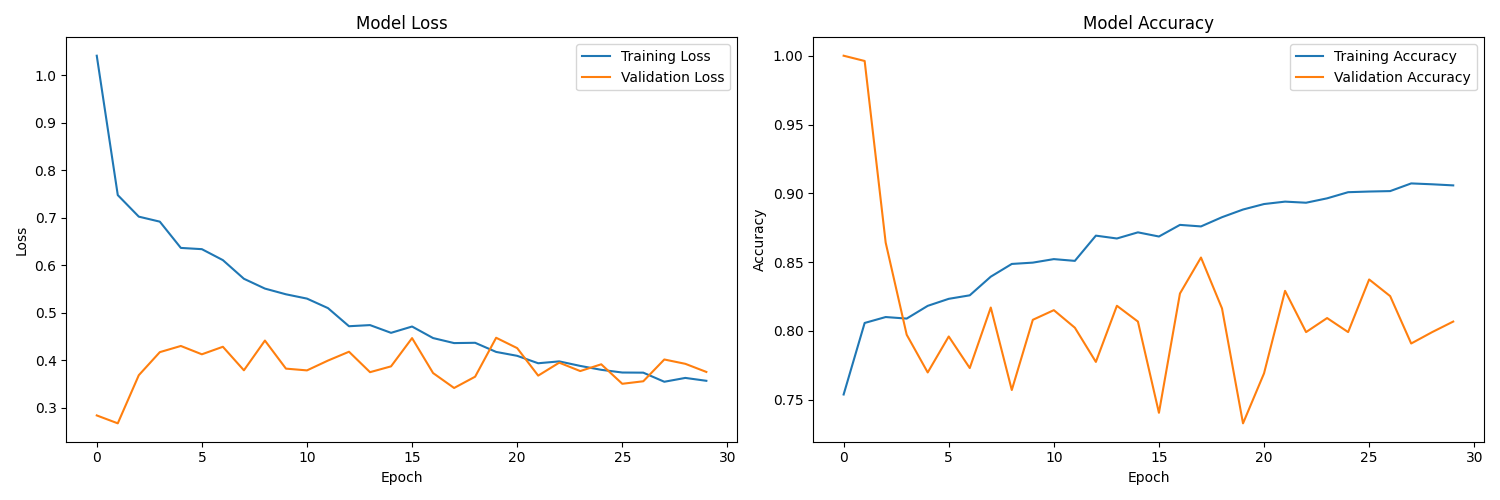 Model Loss
Training Loss
Validation Loss
1.0
0.9
0.8
0.7
0.6
0.5
0.4
0.3
Loss
0 5 10 15 20 25 30
Epoch
Model Accuracy
Training Accuracy
Validation Accuracy
1.00
0.95
0.90
0.85
0.80
0.75
Accuracy
0 5 10 15 20 25 30
Epoch